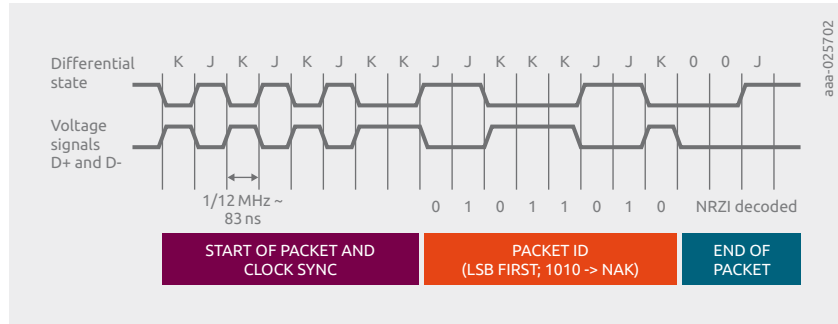 aaa-025702
Differential
state
K J K J K J K K J J K K K J J K 0 0 J
Voltage
signals
D+ and D-
1/12 MHz ~
83 ns
0 1 0 1 1 0 1 0 NRZI decoded
START OF PACKET AND
CLOCK SYNC
PACKET ID
(LSB FIRST; 1010 -> NAK)
END OF
PACKET